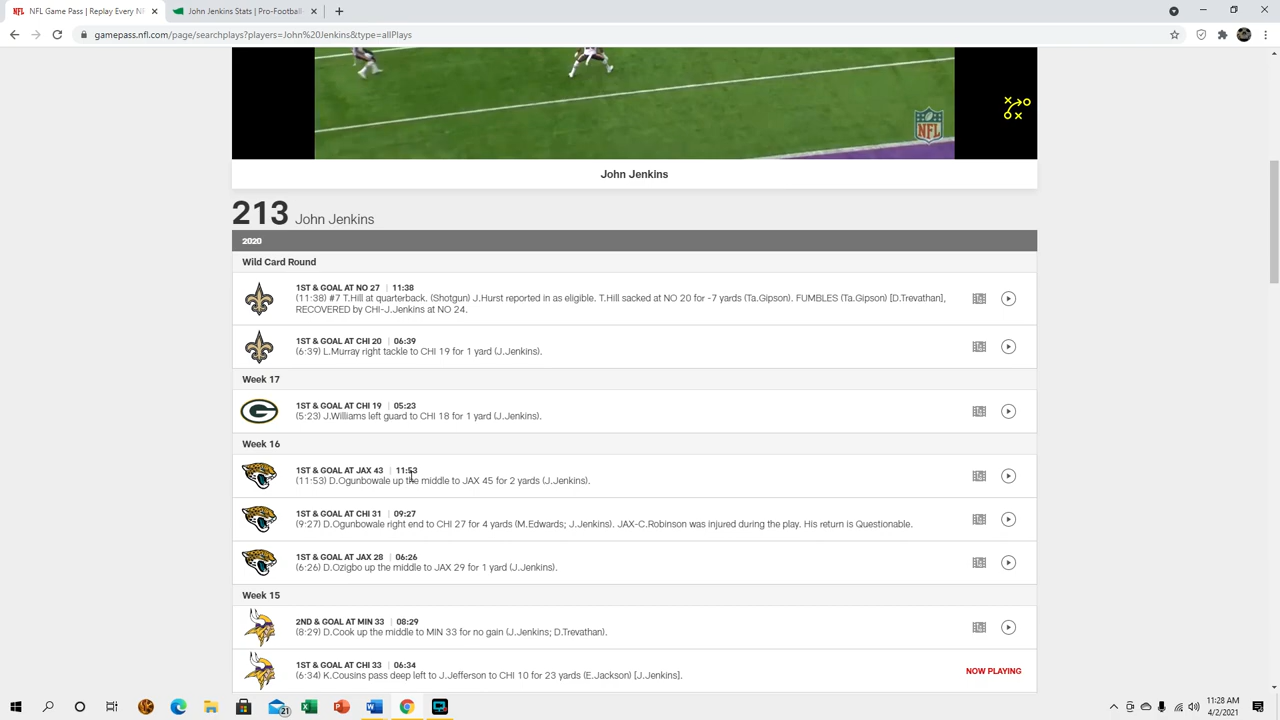 NFL Game Pass | Replay Every NF
John Jenkins Stats | Pro-Football
gamepass.nfl.com/page/searchplays?players=John%20Jenkins&type=allPlays
NFL
John Jenkins
213 John Jenkins
2020
Wild Card Round
1ST & GOAL AT NO 27 | 11:38
(11:38) #7 T.Hill at quarterback. (Shotgun) J.Hurst reported in as eligible. T.Hill sacked at NO 20 for -7 yards (Ta.Gipson). FUMBLES (Ta.Gipson) [D.Trevathan],
RECOVERED by CHI-J.Jenkins at NO 24.
1ST & GOAL AT CHI 20 | 06:39
(6:39) L.Murray right tackle to CHI 19 for 1 yard (J.Jenkins).
Week 17
1ST & GOAL AT CHI 19 | 05:23
(5:23) J.Williams left guard to CHI 18 for 1 yard (J.Jenkins).
Week 16
1ST & GOAL AT JAX 43 | 11:53
(11:53) D.Ogunbowale up the middle to JAX 45 for 2 yards (J.Jenkins).
1ST & GOAL AT CHI 31 | 09:27
(9:27) D.Ogunbowale right end to CHI 27 for 4 yards (M.Edwards; J.Jenkins). JAX-C.Robinson was injured during the play. His return is Questionable.
1ST & GOAL AT JAX 28 | 06:26
(6:26) D.Ozigbo up the middle to JAX 29 for 1 yard (J.Jenkins).
Week 15
2ND & GOAL AT MIN 33 | 08:29
(8:29) D.Cook up the middle to MIN 33 for no gain (J.Jenkins; D.Trevathan).
1ST & GOAL AT CHI 33 | 06:34
(6:34) K.Cousins pass deep left to J.Jefferson to CHI 10 for 23 yards (E.Jackson) [J.Jenkins].
NOW PLAYING
21
11:28 AM
4/2/2021